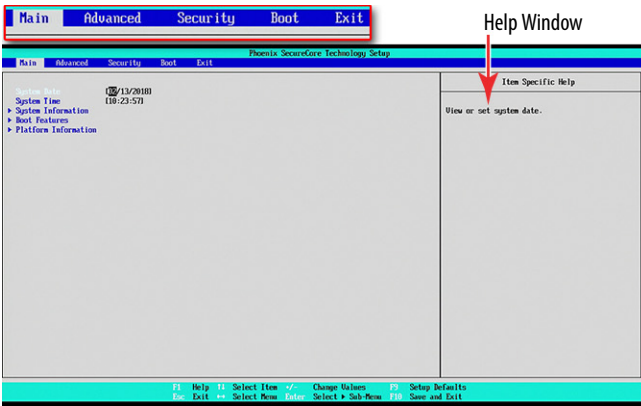 Main Advanced Security Boot Exit
Help Window
Phoenix SecureCore Technology Setup
Main Advanced Security Boot Exit
Item Specific Help
System Date [02/13/2018]
System Time [10:23:57]
▶ System Information
▶ Boot Features
▶ Platform Information
View or set system date.
F1 Help ↑↓ Select Item -/- Change Values F9 Setup Defaults
Esc Exit ↔ Select Menu Enter Select ▶ Sub-Menu F10 Save and Exit